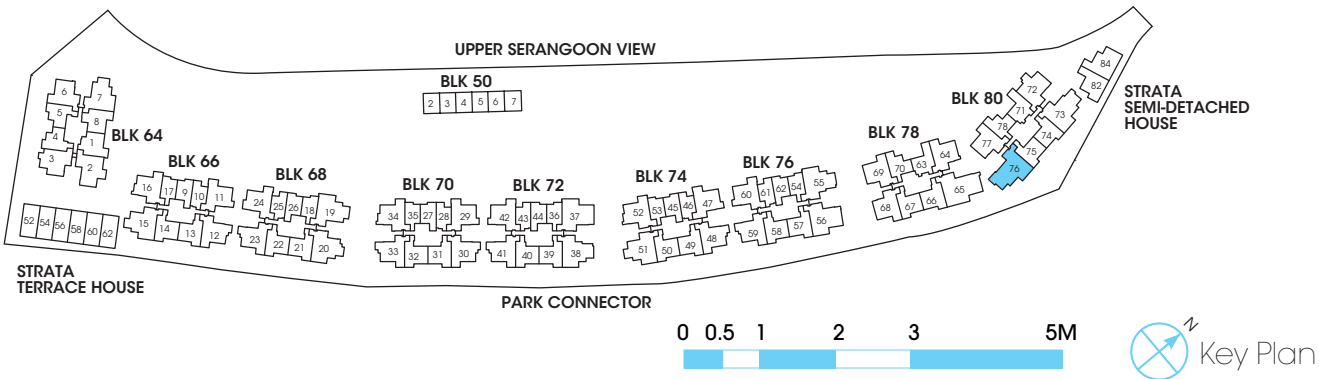 UPPER SERANGOON VIEW
BLK 50
2 3 4 5 6 7
BLK 64
6 7
5 8
4 1
3 2
BLK 66
16 17 9 10 11
15 14 13 12
BLK 68
24 25 26 18 19
23 22 21 20
BLK 70
34 35 27 28 29
33 32 31 30
BLK 72
42 43 44 36 37
41 40 39 38
BLK 74
52 53 45 46 47
51 50 49 48
BLK 76
60 61 62 54 55
59 58 57 56
BLK 78
69 70 63 64
68 67 66 65
BLK 80
72
71 73
78 74
77 75
76
84
82
STRATA
SEMI-DETACHED
HOUSE
52 54 56 58 60 62
STRATA
TERRACE HOUSE
PARK CONNECTOR
0 0.5 1 2 3 5M
N
Key Plan